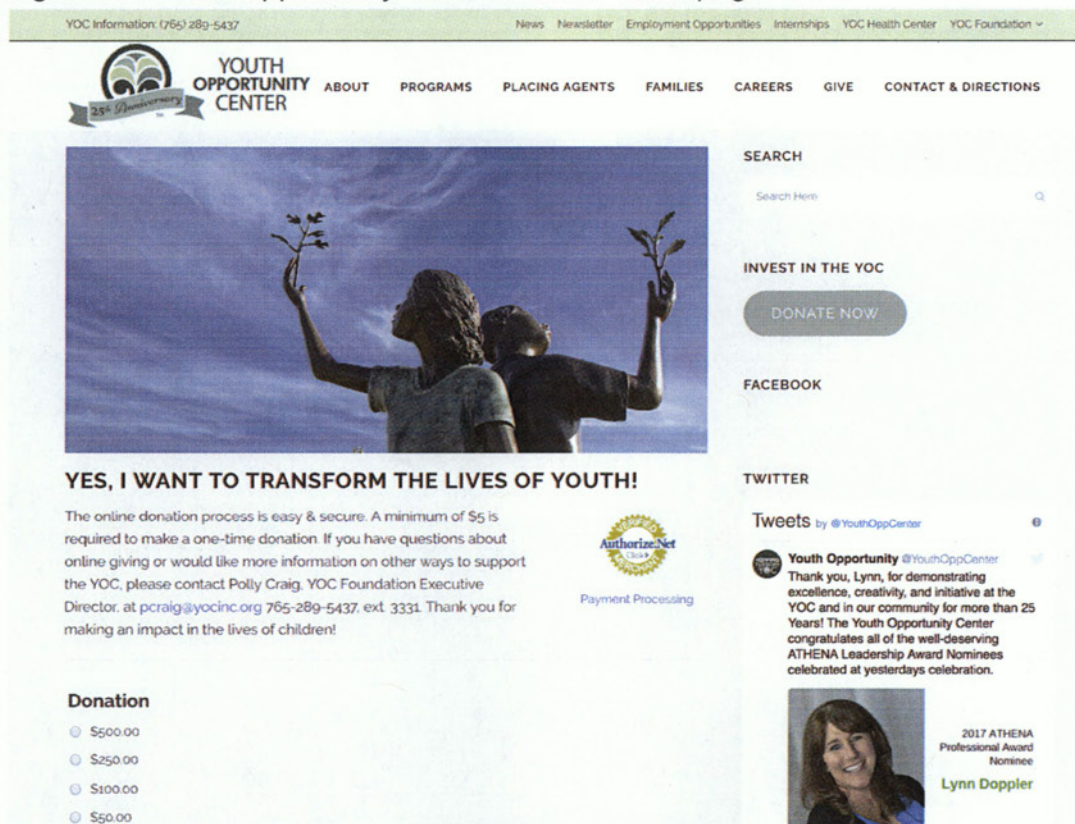 YOC Information: (765) 289-5437
News Newsletter Employment Opportunities Internships YOC Health Center YOC Foundation
25th Anniversary
YOUTH
OPPORTUNITY
CENTER
ABOUT PROGRAMS PLACING AGENTS FAMILIES CAREERS GIVE CONTACT & DIRECTIONS
YES, I WANT TO TRANSFORM THE LIVES OF YOUTH!
The online donation process is easy & secure. A minimum of $5 is
required to make a one-time donation. If you have questions about
online giving or would like more information on other ways to support
the YOC, please contact Polly Craig, YOC Foundation Executive
Director, at pcraig@yocinc.org 765-289-5437, ext. 3331. Thank you for
making an impact in the lives of children!
VERIFIED
Authorize.Net
Click
MERCHANT
Payment Processing
Donation
$500.00
$250.00
$100.00
$50.00
SEARCH
Search Here
INVEST IN THE YOC
DONATE NOW
FACEBOOK
TWITTER
Tweets by @YouthOppCenter
Youth Opportunity @YouthOppCenter
Thank you, Lynn, for demonstrating
excellence, creativity, and initiative at the
YOC and in our community for more than 25
Years! The Youth Opportunity Center
congratulates all of the well-deserving
ATHENA Leadership Award Nominees
celebrated at yesterdays celebration.
2017 ATHENA
Professional Award
Nominee
Lynn Doppler